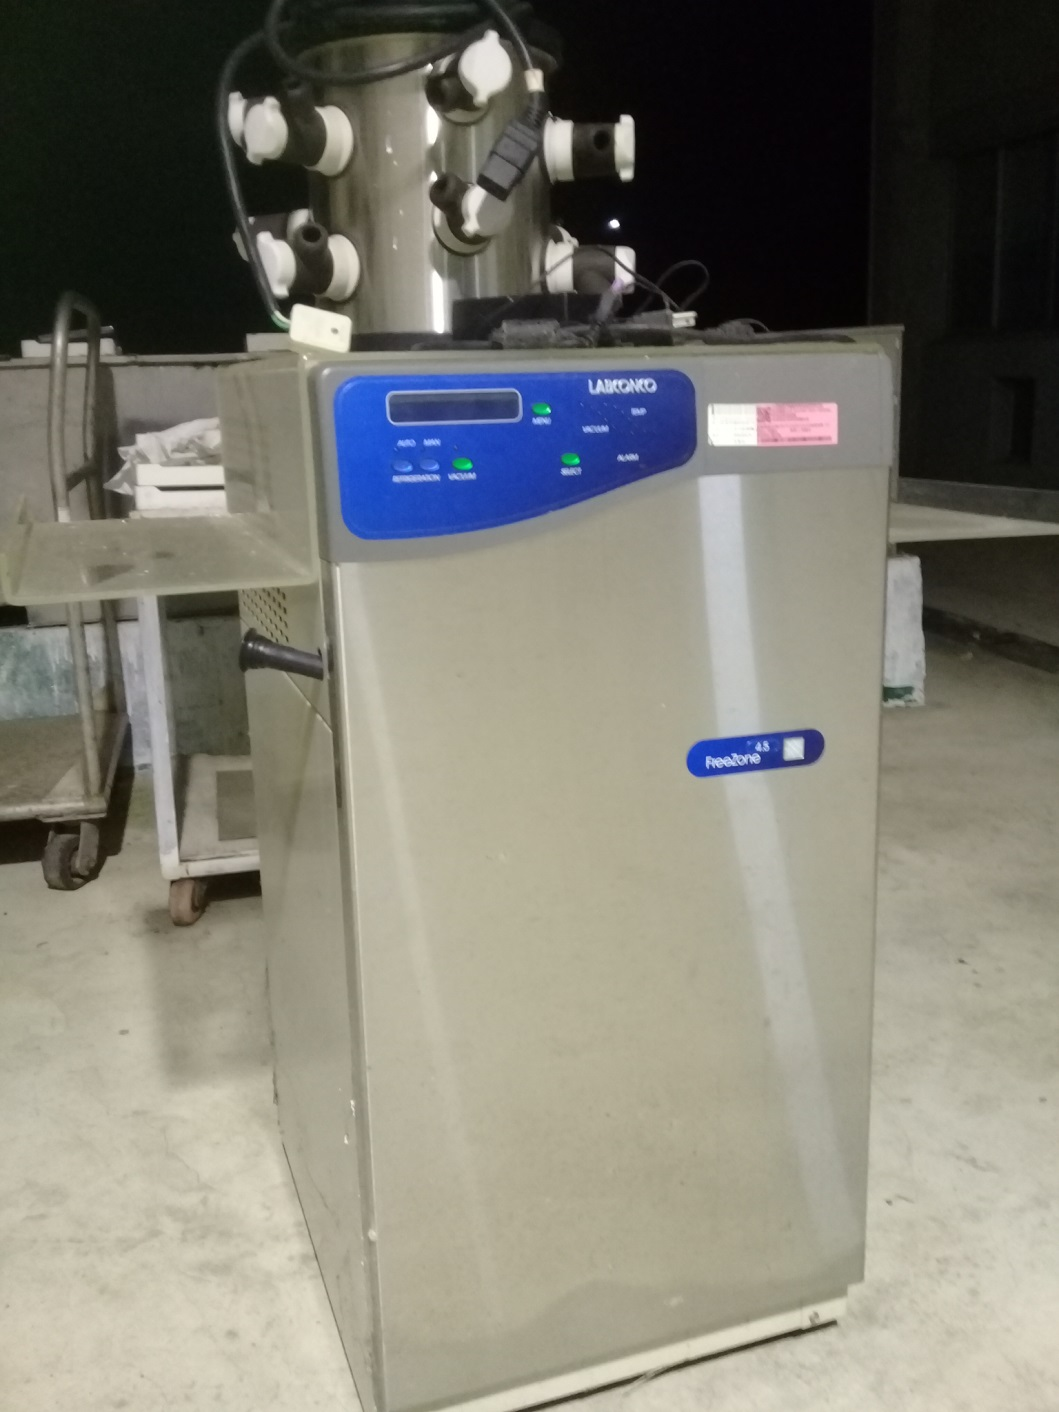 LABCONCO
MENU
TEMP
VACUUM
AUTO MAN
ALARM
REFRIGERATION VACUUM
SELECT
4.5
FreeZone